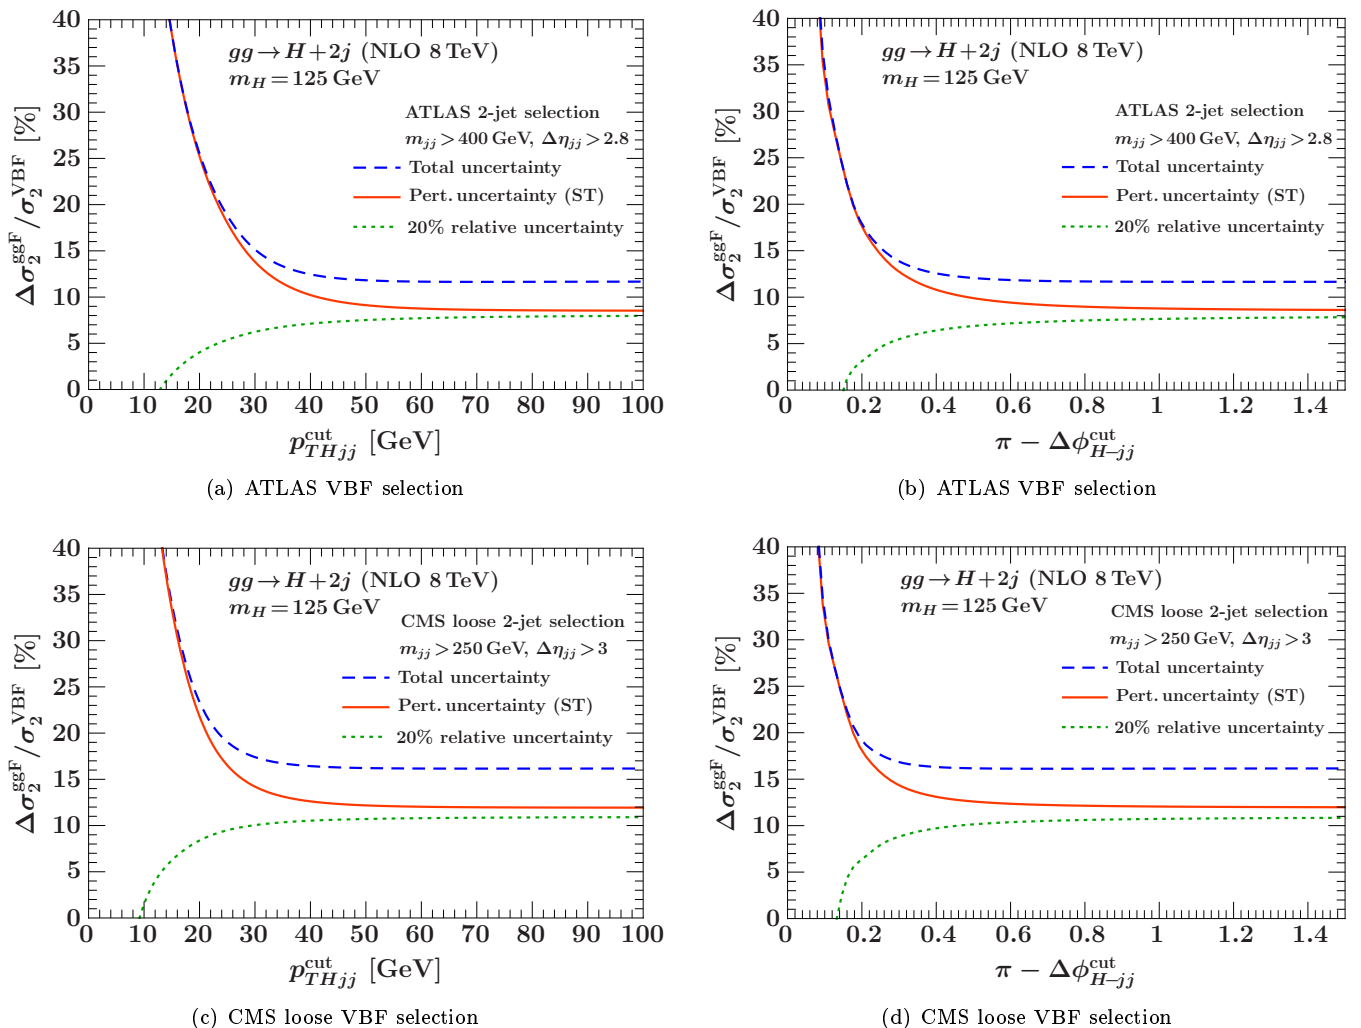 40
35
30
25
20
15
10
5
0
Δσ₂^ggF/σ₂^VBF [%]
gg→H+2j (NLO 8 TeV)
m_H=125 GeV
ATLAS 2-jet selection
m_jj>400 GeV, Δη_jj>2.8
Total uncertainty
Pert. uncertainty (ST)
20% relative uncertainty
0 10 20 30 40 50 60 70 80 90 100
p_THjj^cut [GeV]
(a) ATLAS VBF selection
40
35
30
25
20
15
10
5
0
Δσ₂^ggF/σ₂^VBF [%]
gg→H+2j (NLO 8 TeV)
m_H=125 GeV
ATLAS 2-jet selection
m_jj>400 GeV, Δη_jj>2.8
Total uncertainty
Pert. uncertainty (ST)
20% relative uncertainty
0 0.2 0.4 0.6 0.8 1 1.2 1.4
π − Δϕ_H–jj^cut
(b) ATLAS VBF selection
40
35
30
25
20
15
10
5
0
Δσ₂^ggF/σ₂^VBF [%]
gg→H+2j (NLO 8 TeV)
m_H=125 GeV
CMS loose 2-jet selection
m_jj>250 GeV, Δη_jj>3
Total uncertainty
Pert. uncertainty (ST)
20% relative uncertainty
0 10 20 30 40 50 60 70 80 90 100
p_THjj^cut [GeV]
(c) CMS loose VBF selection
40
35
30
25
20
15
10
5
0
Δσ₂^ggF/σ₂^VBF [%]
gg→H+2j (NLO 8 TeV)
m_H=125 GeV
CMS loose 2-jet selection
m_jj>250 GeV, Δη_jj>3
Total uncertainty
Pert. uncertainty (ST)
20% relative uncertainty
0 0.2 0.4 0.6 0.8 1 1.2 1.4
π − Δϕ_H–jj^cut
(d) CMS loose VBF selection